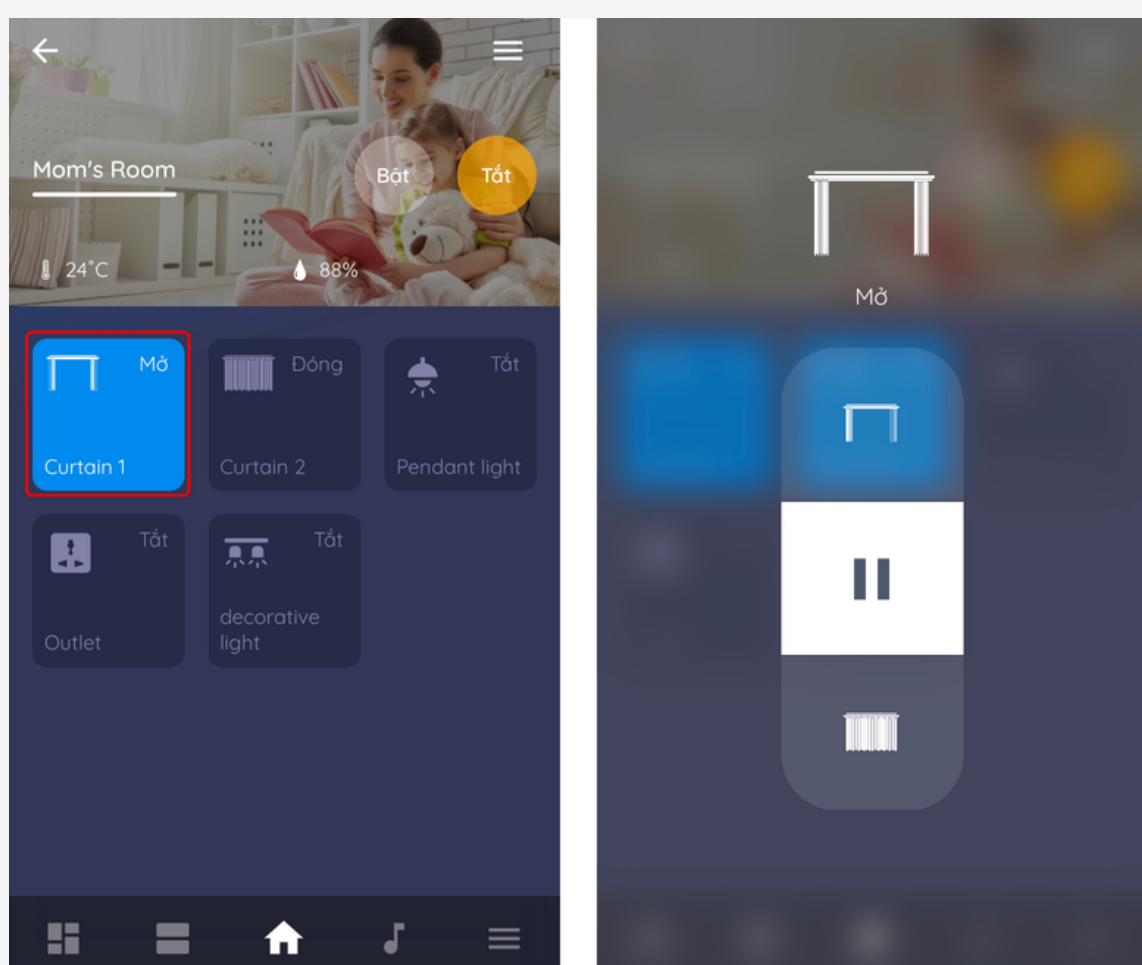 Mom's Room
Bật
Tắt
24°C
88%
Mở
Curtain 1
Đóng
Curtain 2
Tắt
Pendant light
Tắt
Outlet
Tắt
decorative
light
Mở